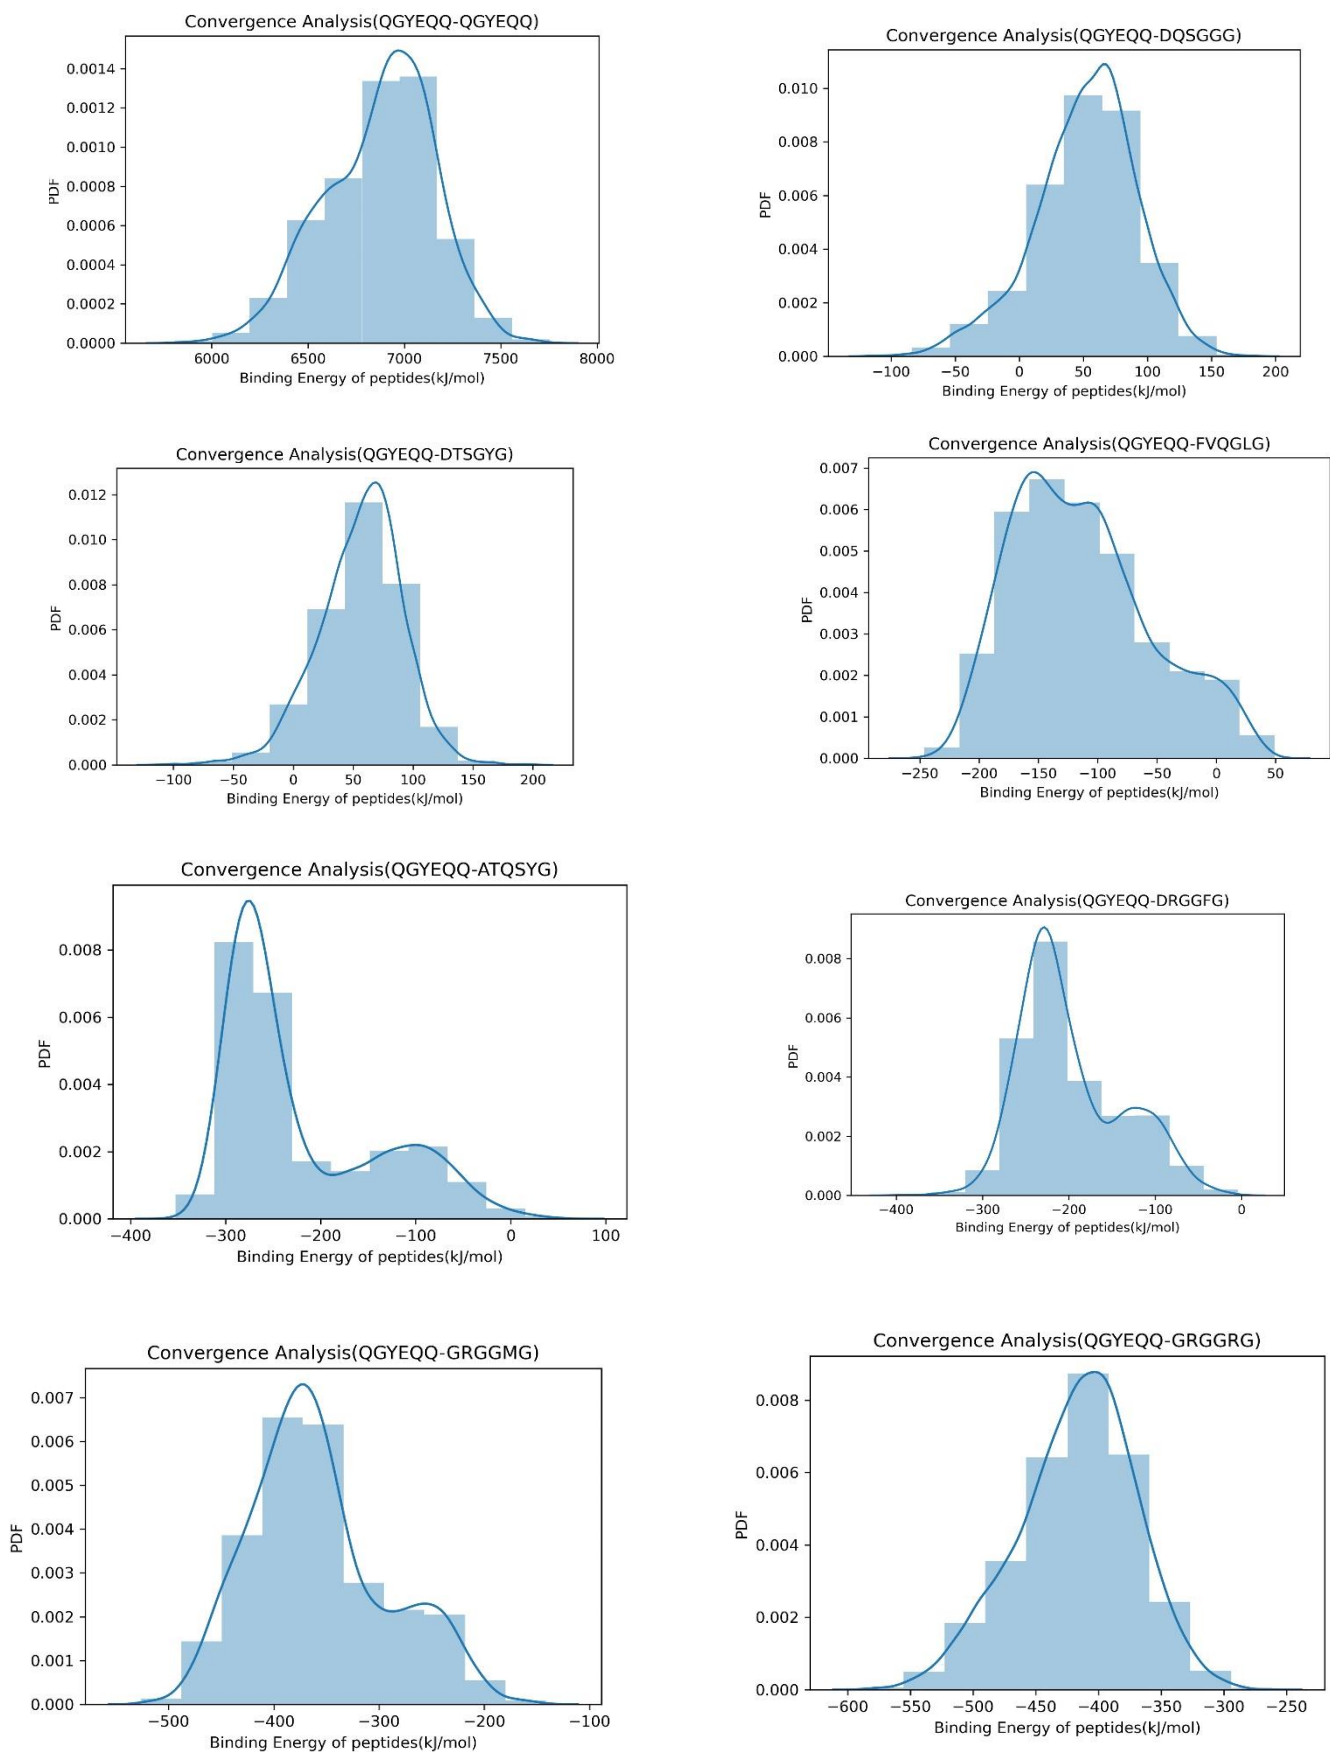 Convergence Analysis(QGYEQQ-QGYEQQ)
PDF
0.0014
0.0012
0.0010
0.0008
0.0006
0.0004
0.0002
0.0000
6000 6500 7000 7500 8000
Binding Energy of peptides(kJ/mol)
Convergence Analysis(QGYEQQ-DQSGGG)
PDF
0.010
0.008
0.006
0.004
0.002
0.000
−100 −50 0 50 100 150 200
Binding Energy of peptides(kJ/mol)
Convergence Analysis(QGYEQQ-DTSGYG)
PDF
0.012
0.010
0.008
0.006
0.004
0.002
0.000
−100 −50 0 50 100 150 200
Binding Energy of peptides(kJ/mol)
Convergence Analysis(QGYEQQ-FVQGLG)
PDF
0.007
0.006
0.005
0.004
0.003
0.002
0.001
0.000
−250 −200 −150 −100 −50 0 50
Binding Energy of peptides(kJ/mol)
Convergence Analysis(QGYEQQ-ATQSYG)
PDF
0.008
0.006
0.004
0.002
0.000
−400 −300 −200 −100 0 100
Binding Energy of peptides(kJ/mol)
Convergence Analysis(QGYEQQ-DRGGFG)
PDF
0.008
0.006
0.004
0.002
0.000
−400 −300 −200 −100 0
Binding Energy of peptides(kJ/mol)
Convergence Analysis(QGYEQQ-GRGGMG)
PDF
0.007
0.006
0.005
0.004
0.003
0.002
0.001
0.000
−500 −400 −300 −200 −100
Binding Energy of peptides(kJ/mol)
Convergence Analysis(QGYEQQ-GRGGRG)
PDF
0.008
0.006
0.004
0.002
0.000
−600 −550 −500 −450 −400 −350 −300 −250
Binding Energy of peptides(kJ/mol)